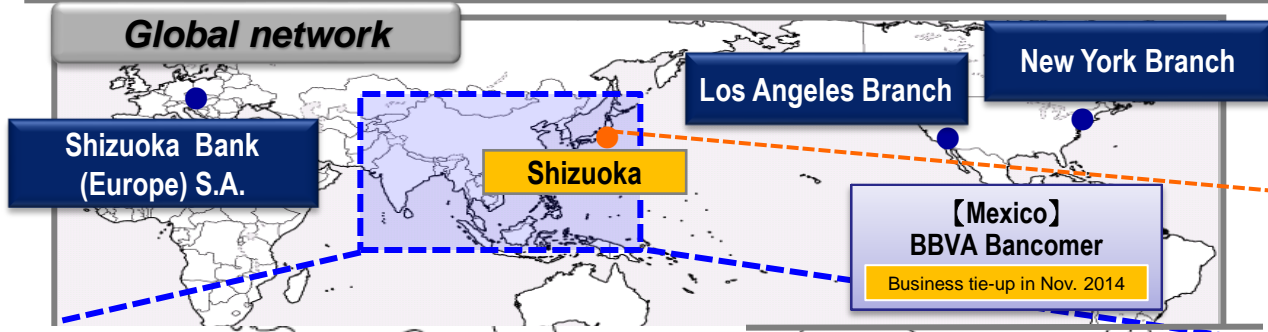 Global network
New York Branch
Los Angeles Branch
Shizuoka Bank
(Europe) S.A.
Shizuoka
【Mexico】
BBVA Bancomer
Business tie-up in Nov. 2014